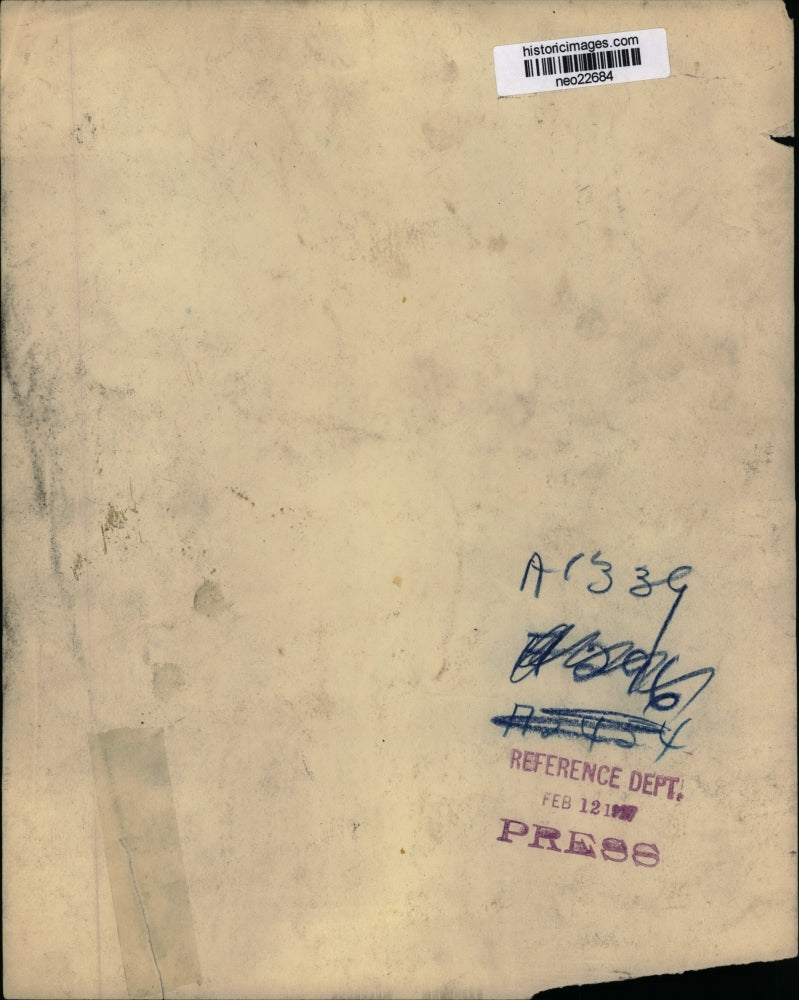 historicimages.com
neo22684
A1339
REFERENCE DEPT.
FEB 12
PRESS